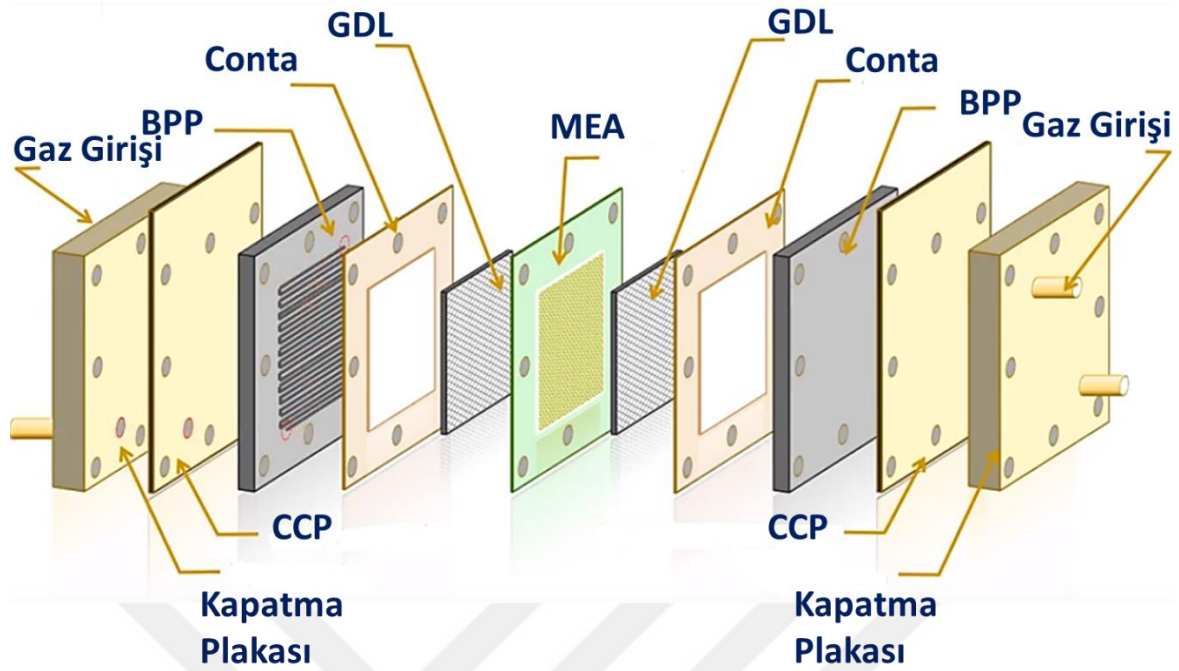 GDL
GDL
Conta
Conta
BPP
BPP
Gaz Girişi
MEA
Gaz Girişi
CCP
CCP
Kapatma
Plakası
Kapatma
Plakası